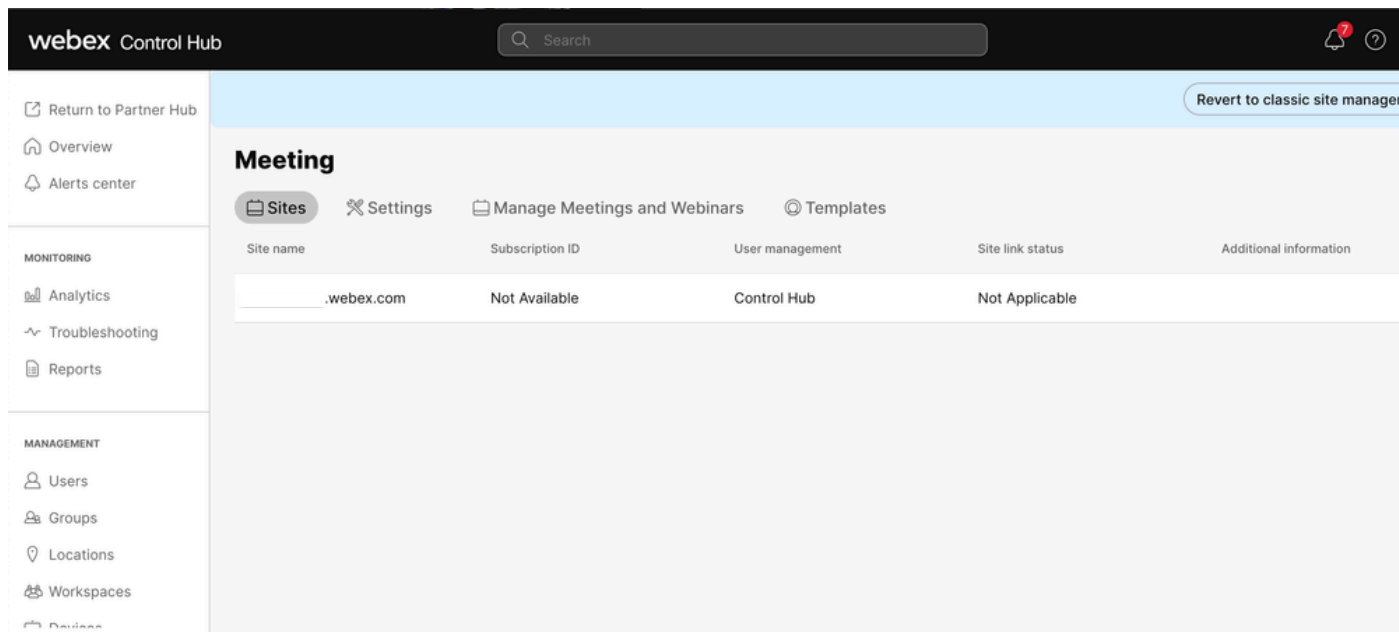 webex Control Hub
Search
7
Return to Partner Hub
Overview
Alerts center
MONITORING
Analytics
Troubleshooting
Reports
MANAGEMENT
Users
Groups
Locations
Workspaces
Devices
Revert to classic site manage
Meeting
Sites Settings Manage Meetings and Webinars Templates
Site name Subscription ID User management Site link status Additional information
.webex.com Not Available Control Hub Not Applicable